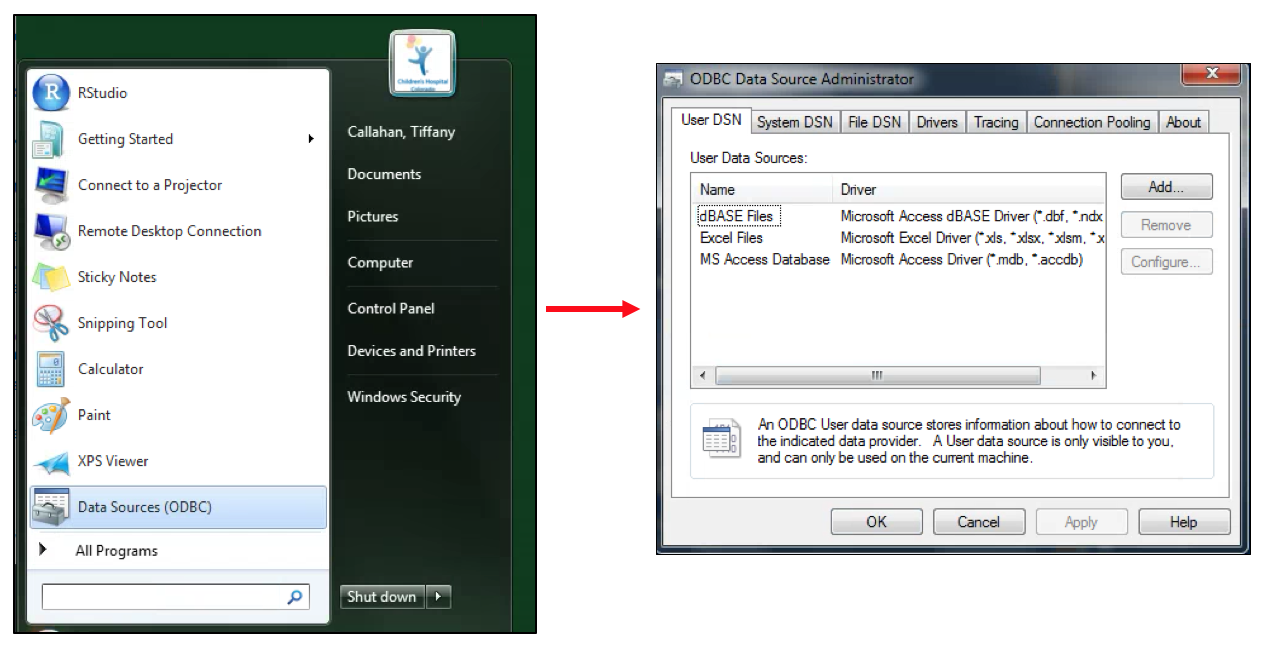 Children's Hospital
Colorado
R
RStudio
Getting Started
Connect to a Projector
Remote Desktop Connection
Sticky Notes
Snipping Tool
Calculator
Paint
XPS Viewer
Data Sources (ODBC)
All Programs
Callahan, Tiffany
Documents
Pictures
Computer
Control Panel
Devices and Printers
Windows Security
Shut down
ODBC Data Source Administrator
User DSN System DSN File DSN Drivers Tracing Connection Pooling About
User Data Sources:
Name Driver
dBASE Files Microsoft Access dBASE Driver (*.dbf, *.ndx
Excel Files Microsoft Excel Driver (*.xls, *.xlsx, *.xlsm, *.x
MS Access Database Microsoft Access Driver (*.mdb, *.accdb)
Add...
Remove
Configure...
An ODBC User data source stores information about how to connect to
the indicated data provider. A User data source is only visible to you,
and can only be used on the current machine.
OK Cancel Apply Help